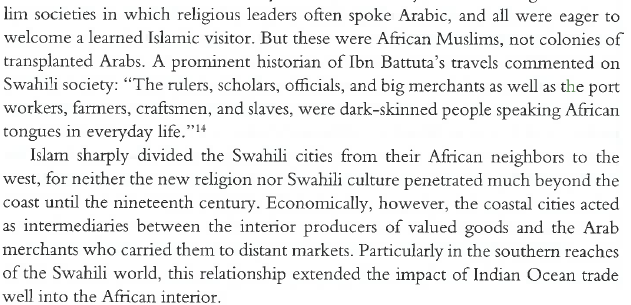 lim societies in which religious leaders often spoke Arabic, and all were eager to
welcome a learned Islamic visitor. But these were African Muslims, not colonies of
transplanted Arabs. A prominent historian of Ibn Battuta's travels commented on
Swahili society: "The rulers, scholars, officials, and big merchants as well as the port
workers, farmers, craftsmen, and slaves, were dark-skinned people speaking African
tongues in everyday life."14
Islam sharply divided the Swahili cities from their African neighbors to the
west, for neither the new religion nor Swahili culture penetrated much beyond the
coast until the nineteenth century. Economically, however, the coastal cities acted
as intermediaries between the interior producers of valued goods and the Arab
merchants who carried them to distant markets. Particularly in the southern reaches
of the Swahili world, this relationship extended the impact of Indian Ocean trade
well into the African interior.